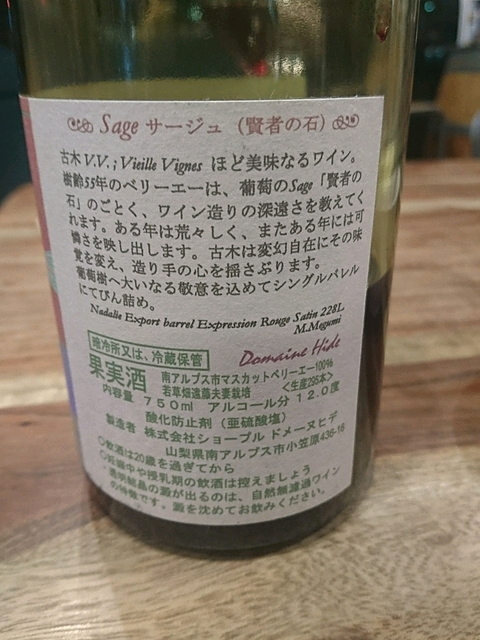 Sage サージュ (賢者の石)
古木V.V.; Vieille Vignes ほど美味なるワイン。
樹齢55年のベリーエーは、葡萄のSage「賢者の
石」のごとく、ワイン造りの深遠さを教えてく
れます。ある年は荒々しく、またある年には可
憐さを映し出します。古木は変幻自在にその味
覚を変え、造り手の心を揺さぶります。
葡萄樹へ大いなる敬意を込めてシングルバレル
にてびん詰め。
Nadalie Export barrel Expression Rouge Satin 228L
M.Megumi
Domaine Hide
冷所又は、冷蔵保管
果実酒
南アルプス市マスカットベリーエー100%
若草畑遠藤夫妻栽培 <生産295本>
内容量 750ml アルコール分 12.0度
酸化防止剤(亜硫酸塩)
製造者 株式会社ショープル ドメーヌヒデ
山梨県南アルプス市小笠原436-16
○飲酒は20歳を過ぎてから
○妊娠中や授乳期の飲酒は控えましょう
・透明結晶の澱が出るのは、自然無濾過ワイン
の特徴です。澱を沈めてお飲みください。